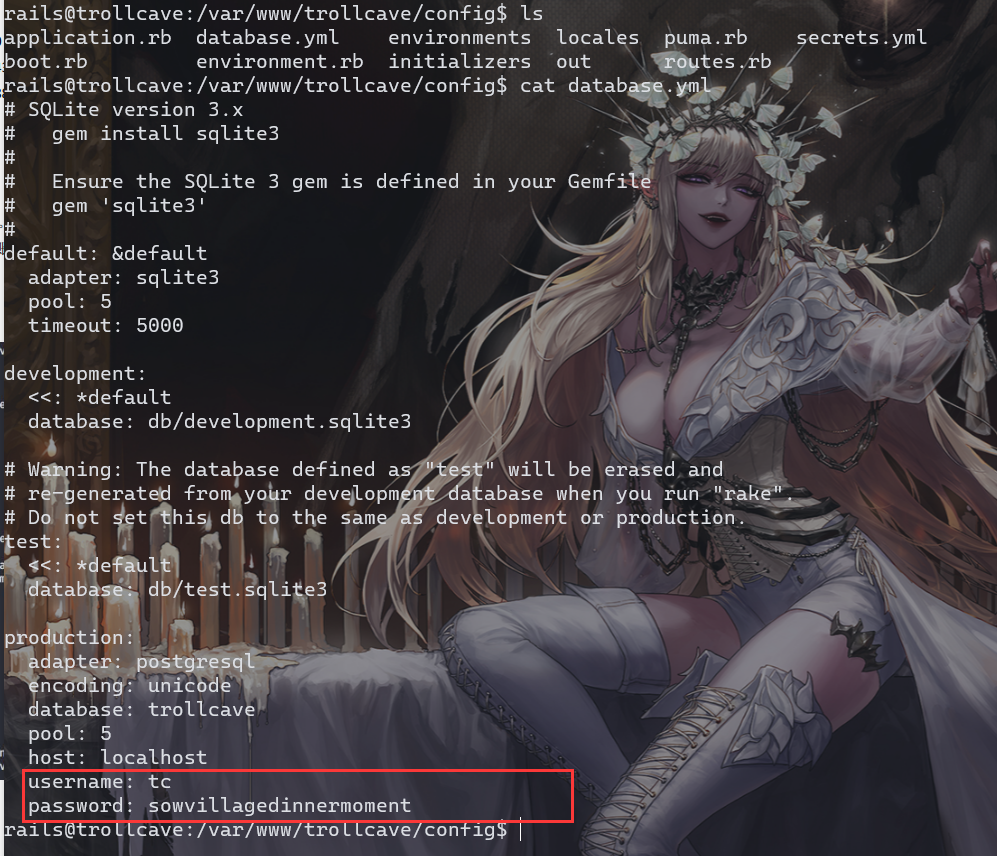 rails@trollcave:/var/www/trollcave/config$ ls
application.rb  database.yml    environments  locales  puma.rb    secrets.yml
boot.rb         environment.rb  initializers  out      routes.rb
rails@trollcave:/var/www/trollcave/config$ cat database.yml
# SQLite version 3.x
#   gem install sqlite3
#
#   Ensure the SQLite 3 gem is defined in your Gemfile
#   gem 'sqlite3'
#
default: &default
  adapter: sqlite3
  pool: 5
  timeout: 5000
development:
  <<: *default
  database: db/development.sqlite3
# Warning: The database defined as "test" will be erased and
# re-generated from your development database when you run "rake".
# Do not set this db to the same as development or production.
test:
  <<: *default
  database: db/test.sqlite3
production:
  adapter: postgresql
  encoding: unicode
  database: trollcave
  pool: 5
  host: localhost
  username: tc
  password: sowvillagedinnermoment
rails@trollcave:/var/www/trollcave/config$